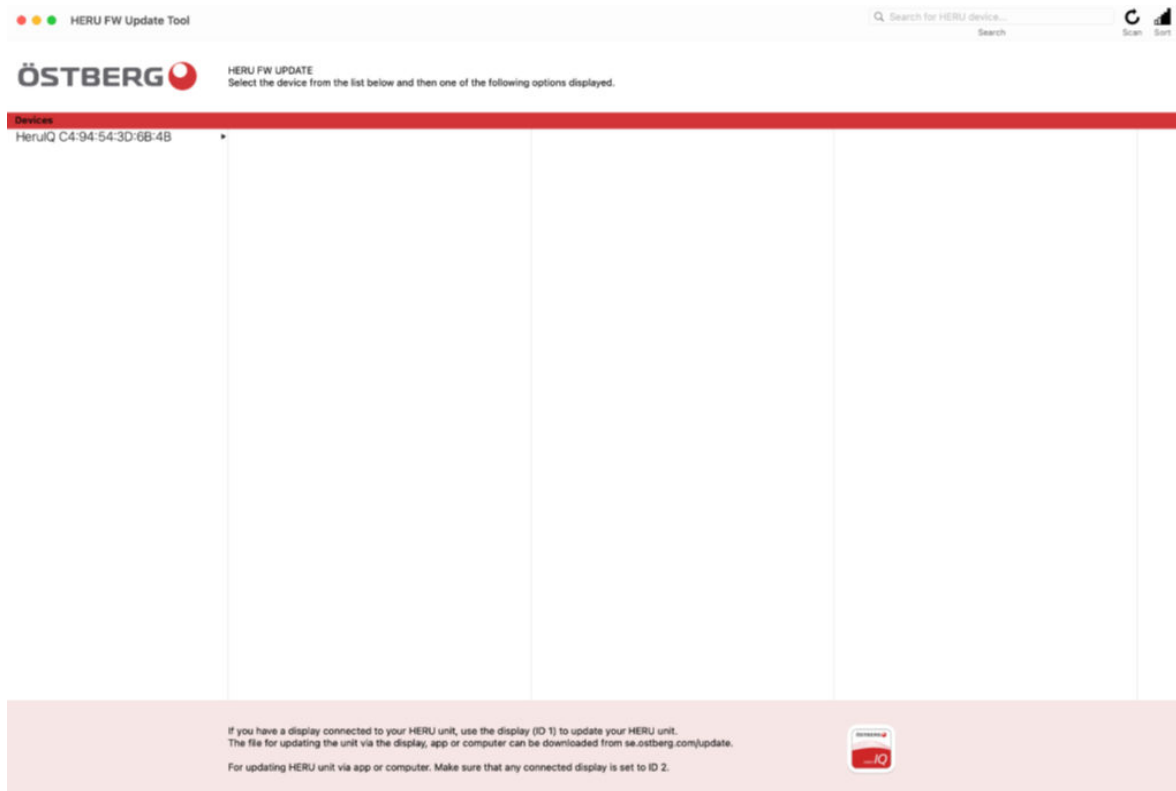 HERU FW Update Tool
Search for HERU device...
Search
Scan
Sort
ÖSTBERG
HERU FW UPDATE
Select the device from the list below and then one of the following options displayed.
Devices
HeruIQ C4:94:54:3D:6B:4B
If you have a display connected to your HERU unit, use the display (ID 1) to update your HERU unit.
The file for updating the unit via the display, app or computer can be downloaded from se.ostberg.com/update.
For updating HERU unit via app or computer. Make sure that any connected display is set to ID 2.
ÖSTBERG
IQ